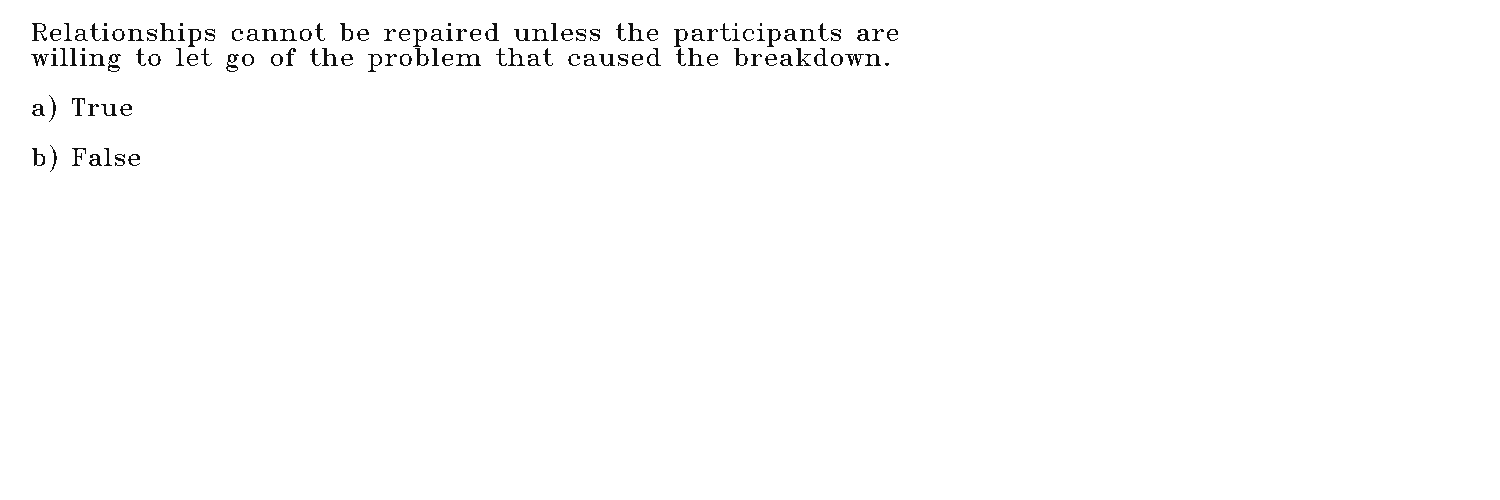 Relationships cannot be repaired unless the participants are
willing to let go of the problem that caused the breakdown.
a) True
b) False